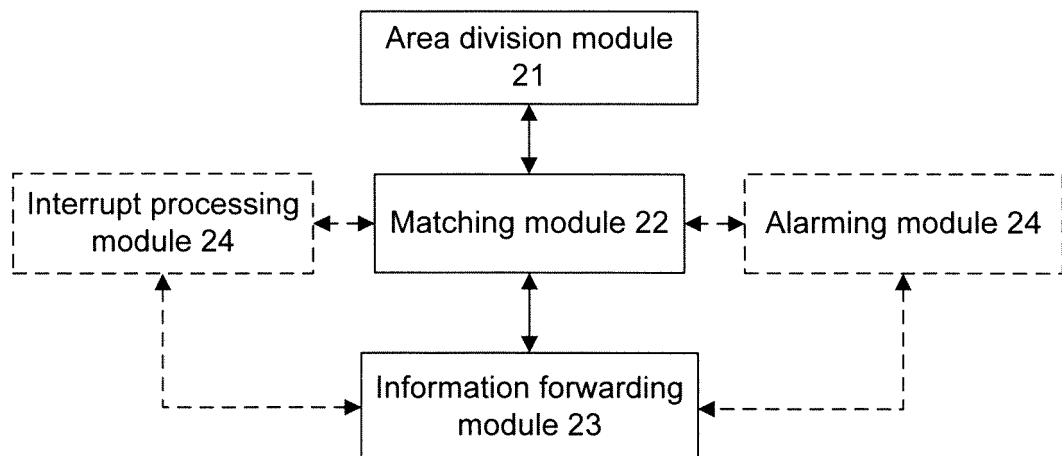 Area division module
21
Interrupt processing
module 24
Matching module 22
Alarming module 24
Information forwarding
module 23